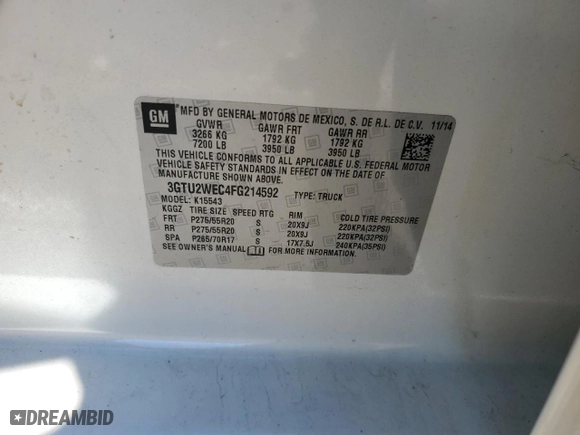 GM
*MFD BY GENERAL MOTORS DE MEXICO, S. DE R.L. DE C.V. 11/14
GVWR GAWR FRT GAWR RR
3266 KG 1792 KG 1792 KG
7200 LB 3950 LB 3950 LB
THIS VEHICLE CONFORMS TO ALL APPLICABLE U.S. FEDERAL MOTOR
VEHICLE SAFETY STANDARDS IN EFFECT ON THE DATE OF
MANUFACTURE SHOWN ABOVE.
3GTU2WEC4FG214592 TYPE: TRUCK
MODEL: K15543
KGGZ TIRE SIZE SPEED RTG RIM COLD TIRE PRESSURE
FRT P275/55R20 S 20X9J 220KPA(32PSI)
RR P275/55R20 S 20X9J 220KPA(32PSI)
SPA P265/70R17 S 17X7.5J 240KPA(35PSI)
SEE OWNER'S MANUAL FOR MORE INFORMATION.
DREAMBID